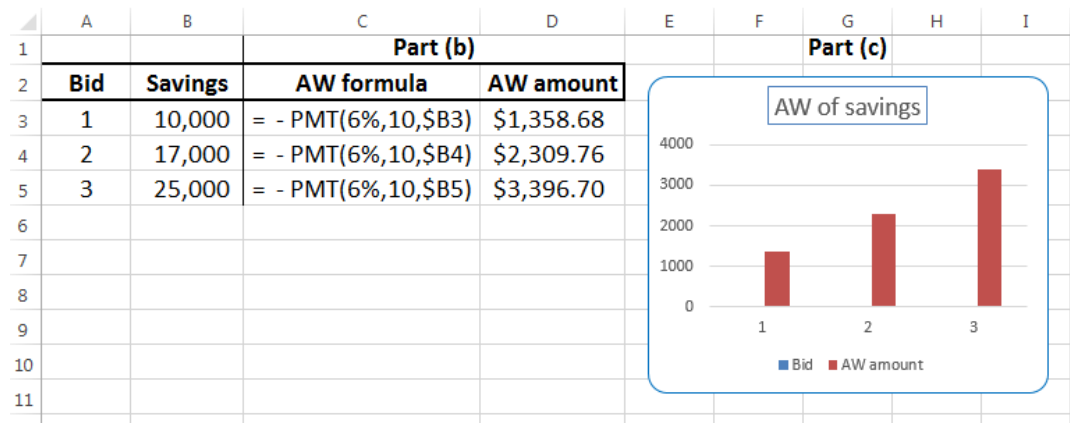 A B C D E F G H I
1 Part (b) Part (c)
2 Bid Savings AW formula AW amount
3 1 10,000 = - PMT(6%,10,$B3) $1,358.68
4 2 17,000 = - PMT(6%,10,$B4) $2,309.76
5 3 25,000 = - PMT(6%,10,$B5) $3,396.70
6
7
8
9
10
11
AW of savings
4000
3000
2000
1000
0
1 2 3
Bid AW amount